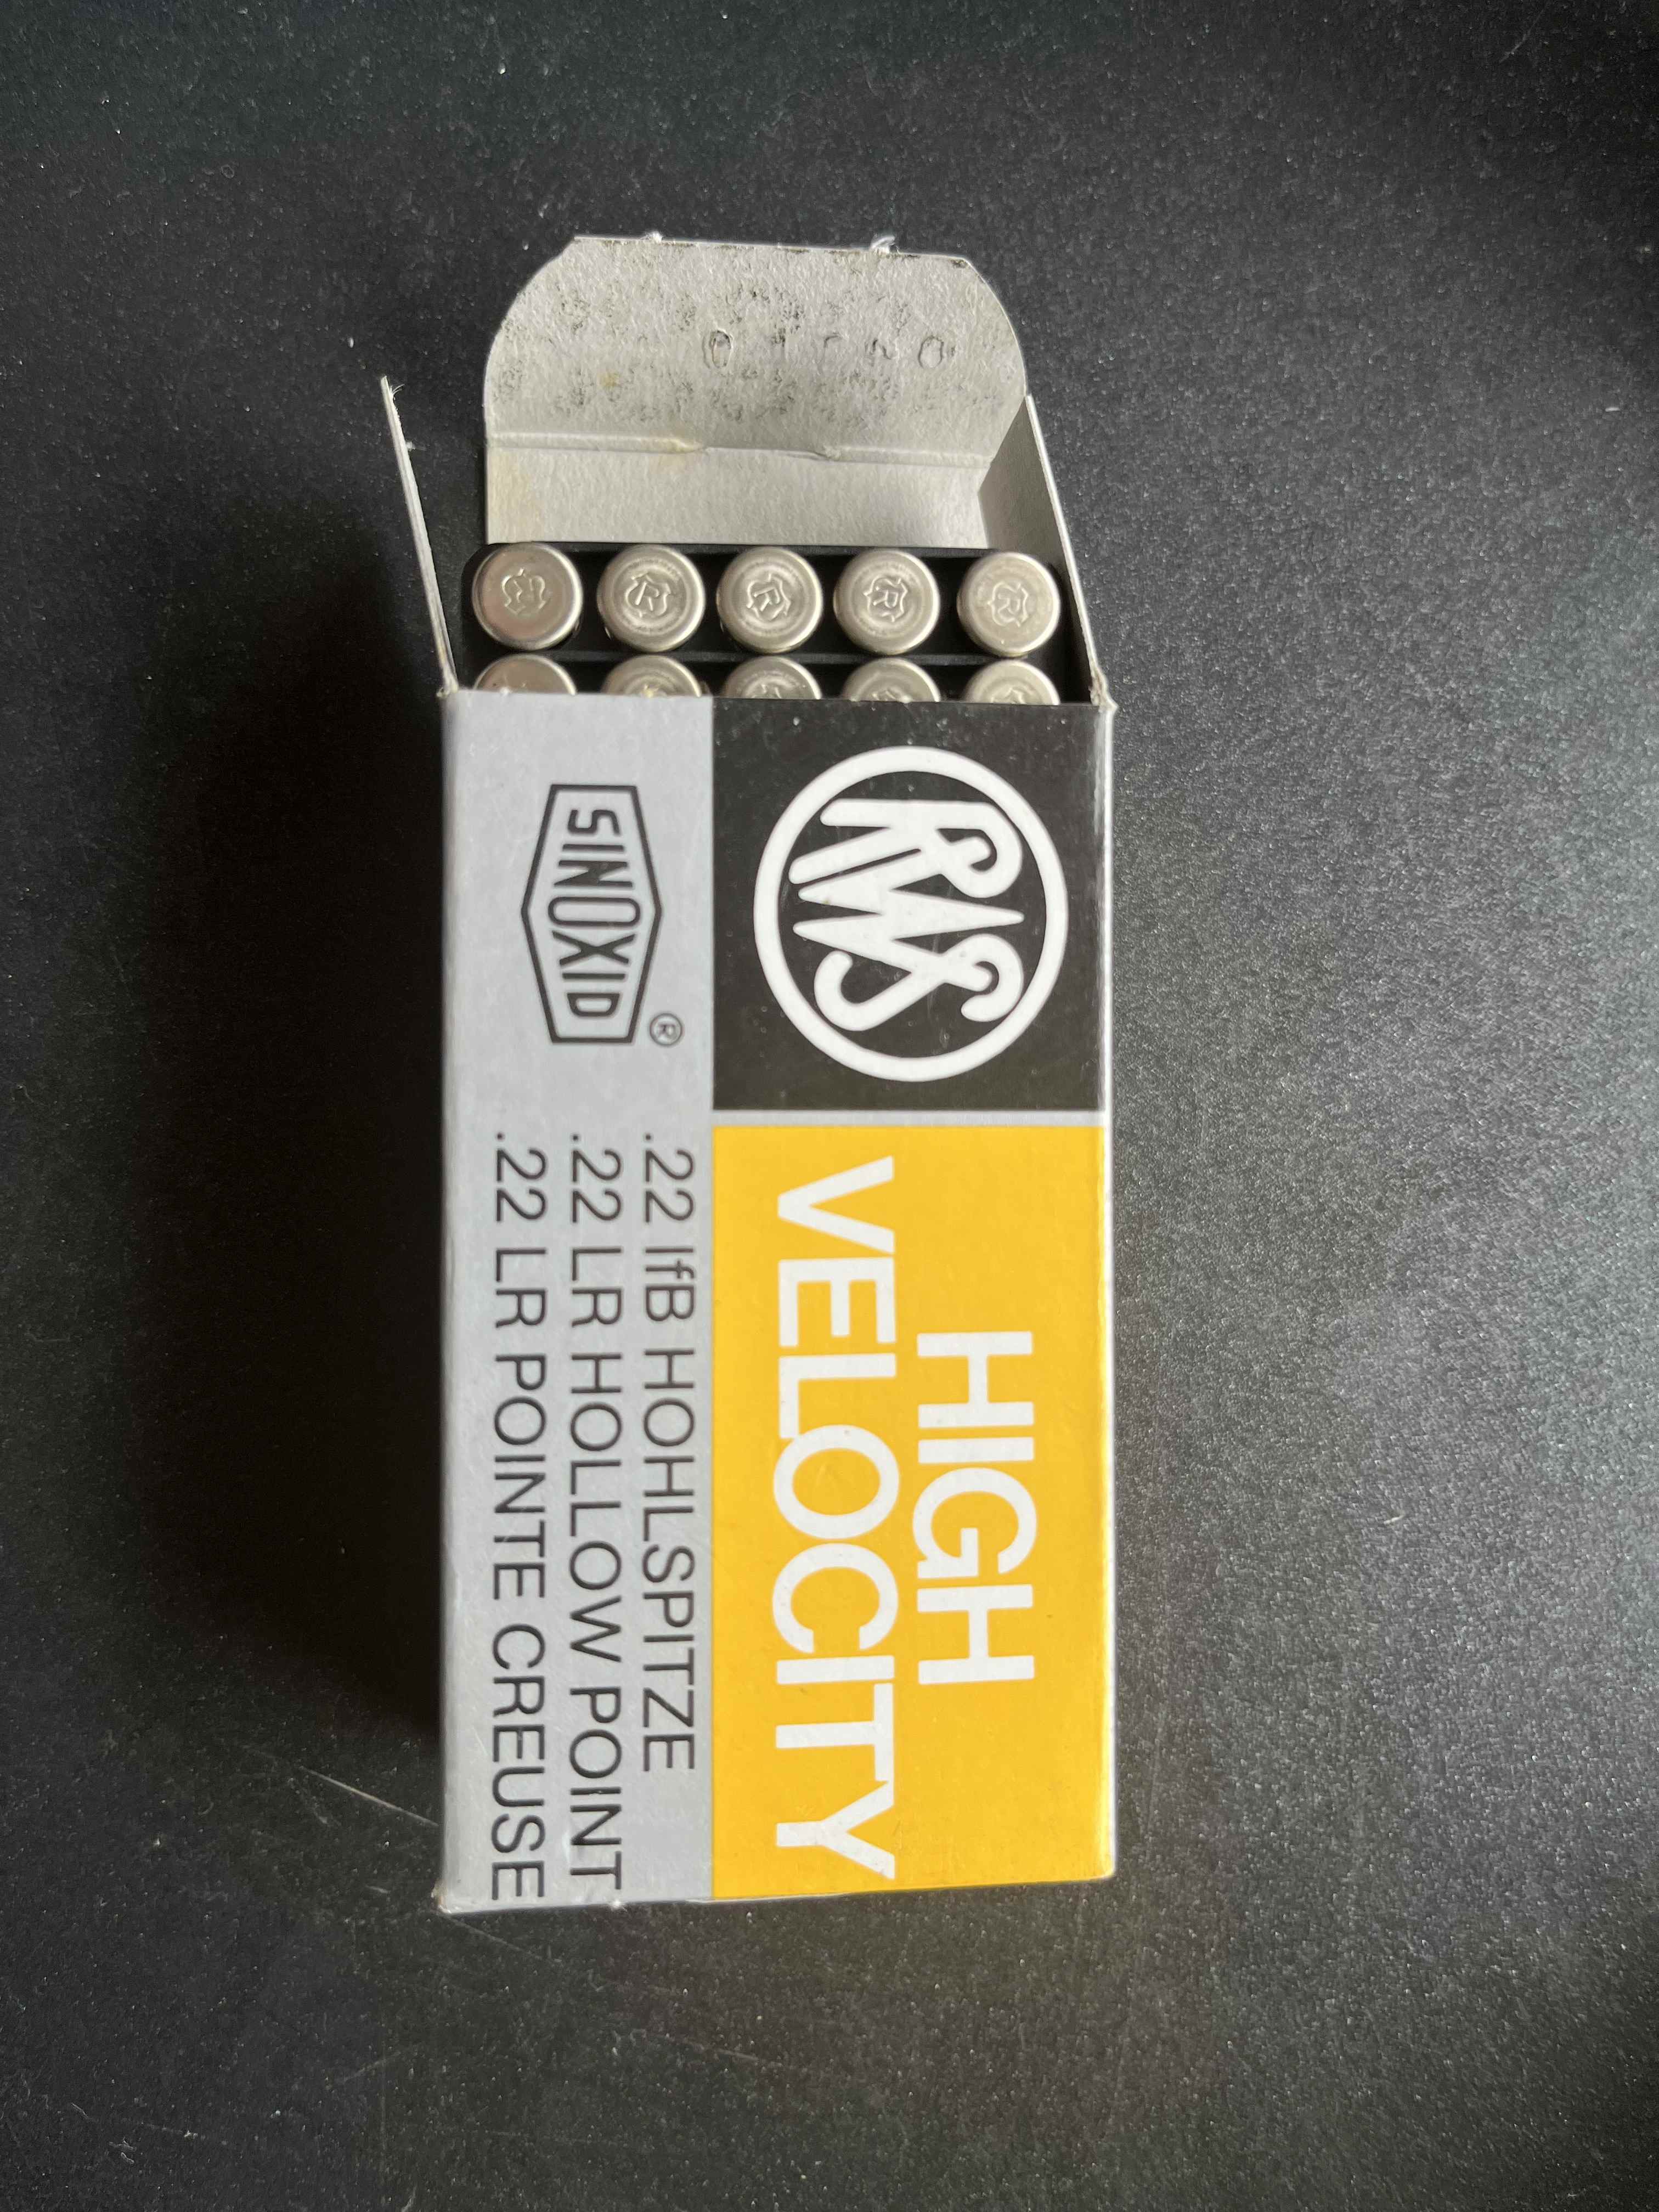 RWS
HIGH
VELOCITY
SINOXID®
.22 lfB HOHLSPITZE
.22 LR HOLLOW POINT
.22 LR POINTE CREUSE
R
R
R
R